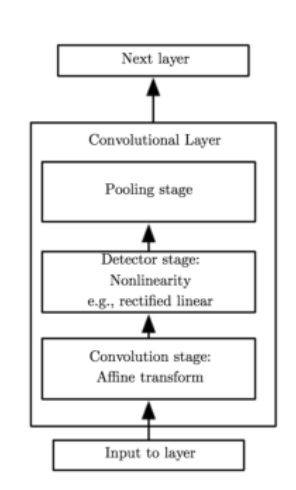 Next layer
Convolutional Layer
Pooling stage
Detector stage:
Nonlinearity
e.g., rectified linear
Convolution stage:
Affine transform
Input to layer